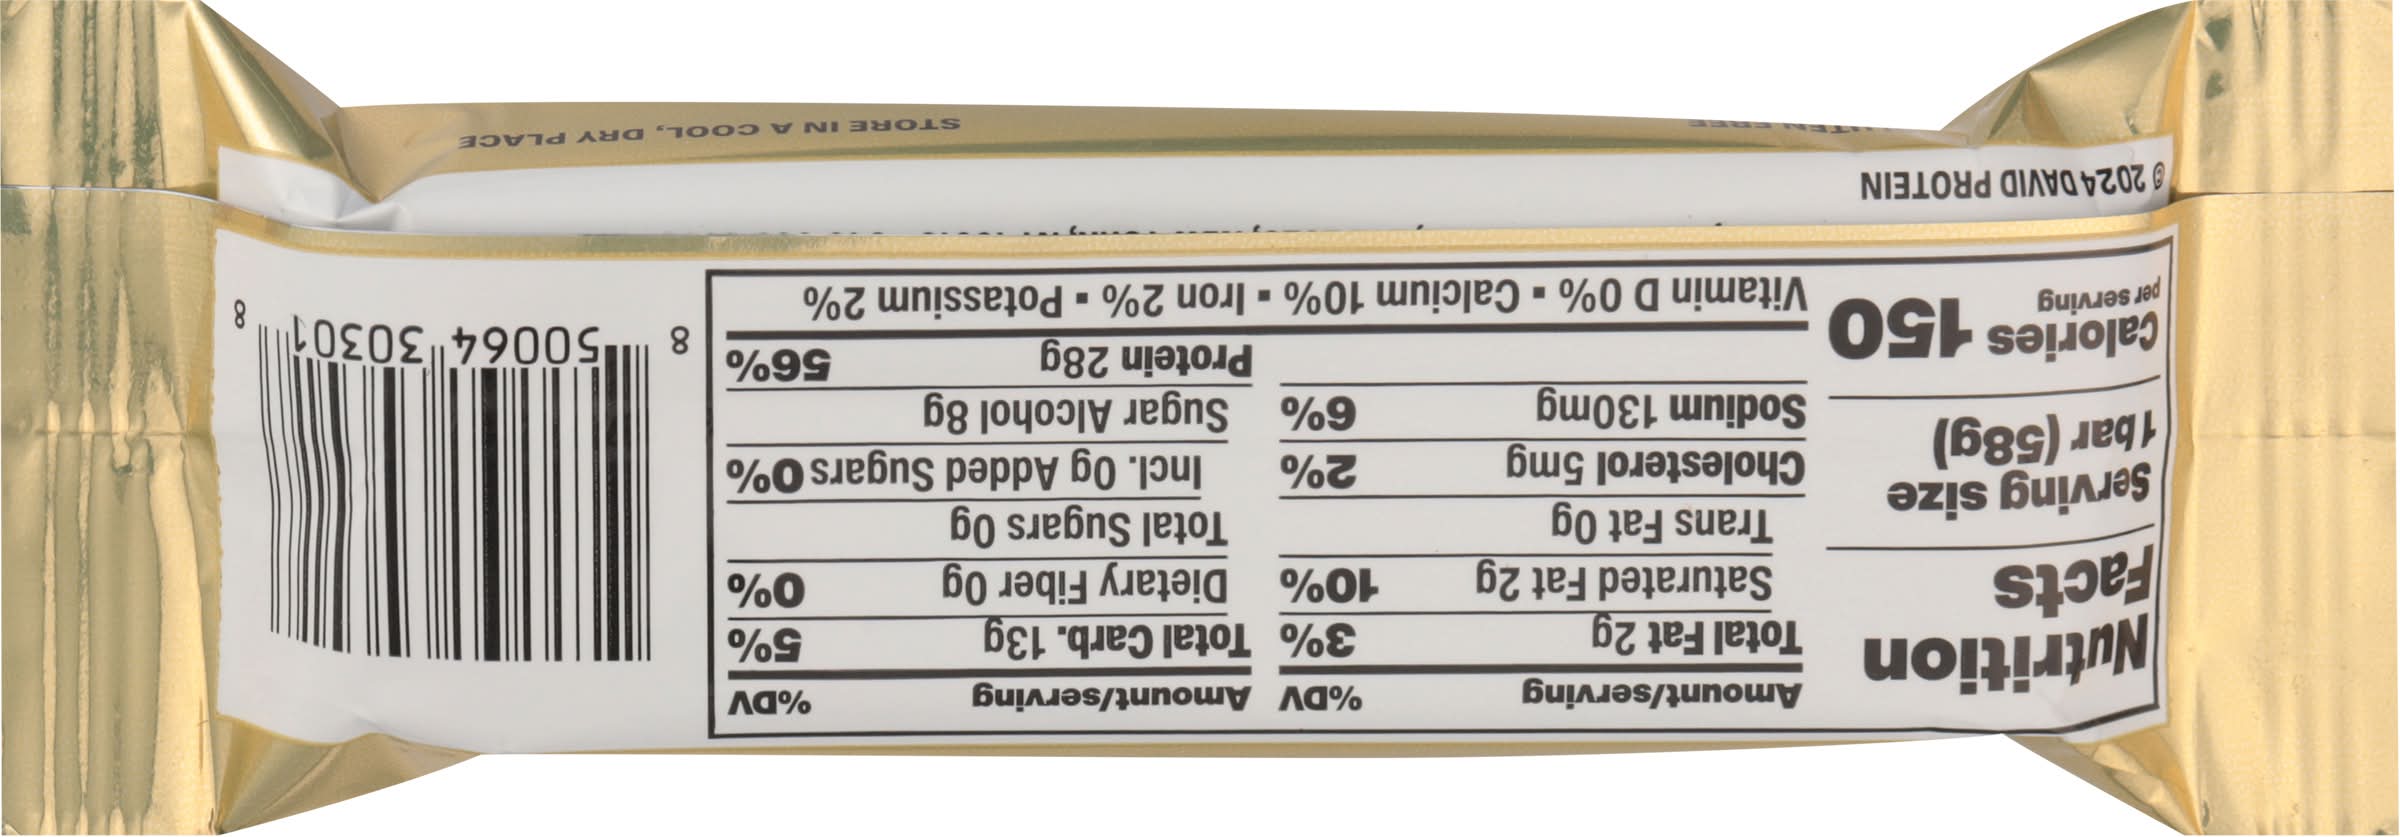 Nutrition
Facts
Serving size
1 bar (58g)
Calories 150
per serving
Amount/serving %DV
Total Fat 2g 3%
Saturated Fat 2g 10%
Trans Fat 0g
Cholesterol 5mg 2%
Sodium 130mg 6%
Amount/serving %DV
Total Carb. 13g 5%
Dietary Fiber 0g 0%
Total Sugars 0g
Incl. 0g Added Sugars 0%
Sugar Alcohol 8g
Protein 28g 56%
Vitamin D 0% ▪ Calcium 10% ▪ Iron 2% ▪ Potassium 2%
8 50064 30301 8
© 2024 DAVID PROTEIN
FREE
STORE IN A COOL, DRY PLACE